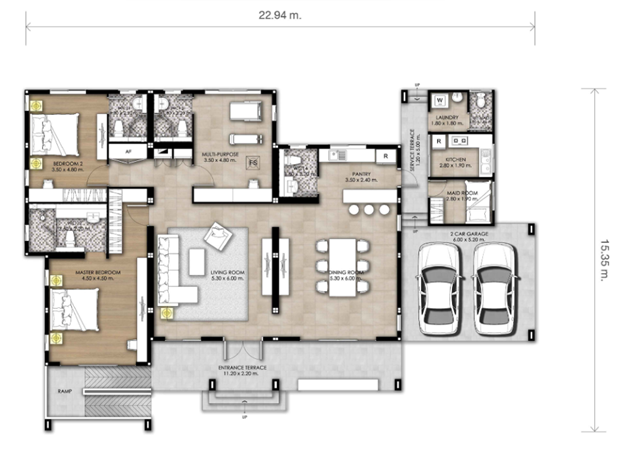 22.94 m.
UP
W
LAUNDRY
1.80 x 1.80 m.
AF
MULTI-PURPOSE
3.50 x 4.80 m.
FS
BEDROOM 2
3.50 x 4.80 m.
R
R
KITCHEN
2.80 x 1.90 m.
SERVICE TERRACE
1.20 x 5.00 m.
PANTRY
3.50 x 2.40 m.
MAID ROOM
2.80 x 1.90 m.
UP
2 CAR GARAGE
6.00 x 5.20 m.
15.35 m.
MASTER BEDROOM
4.50 x 4.50 m.
LIVING ROOM
5.30 x 6.00 m.
DINING ROOM
5.30 x 6.00 m.
ENTRANCE TERRACE
11.20 x 2.20 m.
RAMP
UP